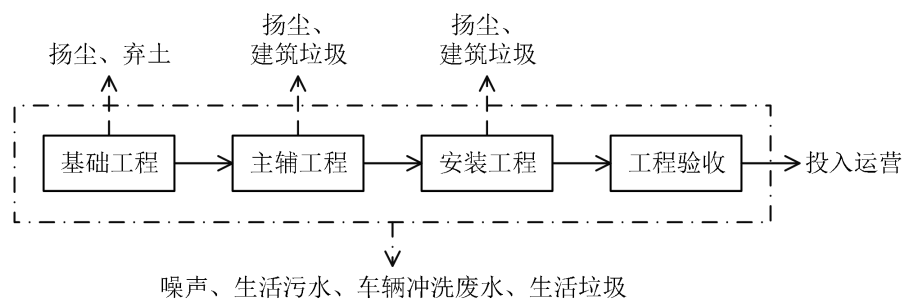 扬尘、弃土
扬尘、
建筑垃圾
扬尘、
建筑垃圾
基础工程
主辅工程
安装工程
工程验收
投入运营
噪声、生活污水、车辆冲洗废水、生活垃圾